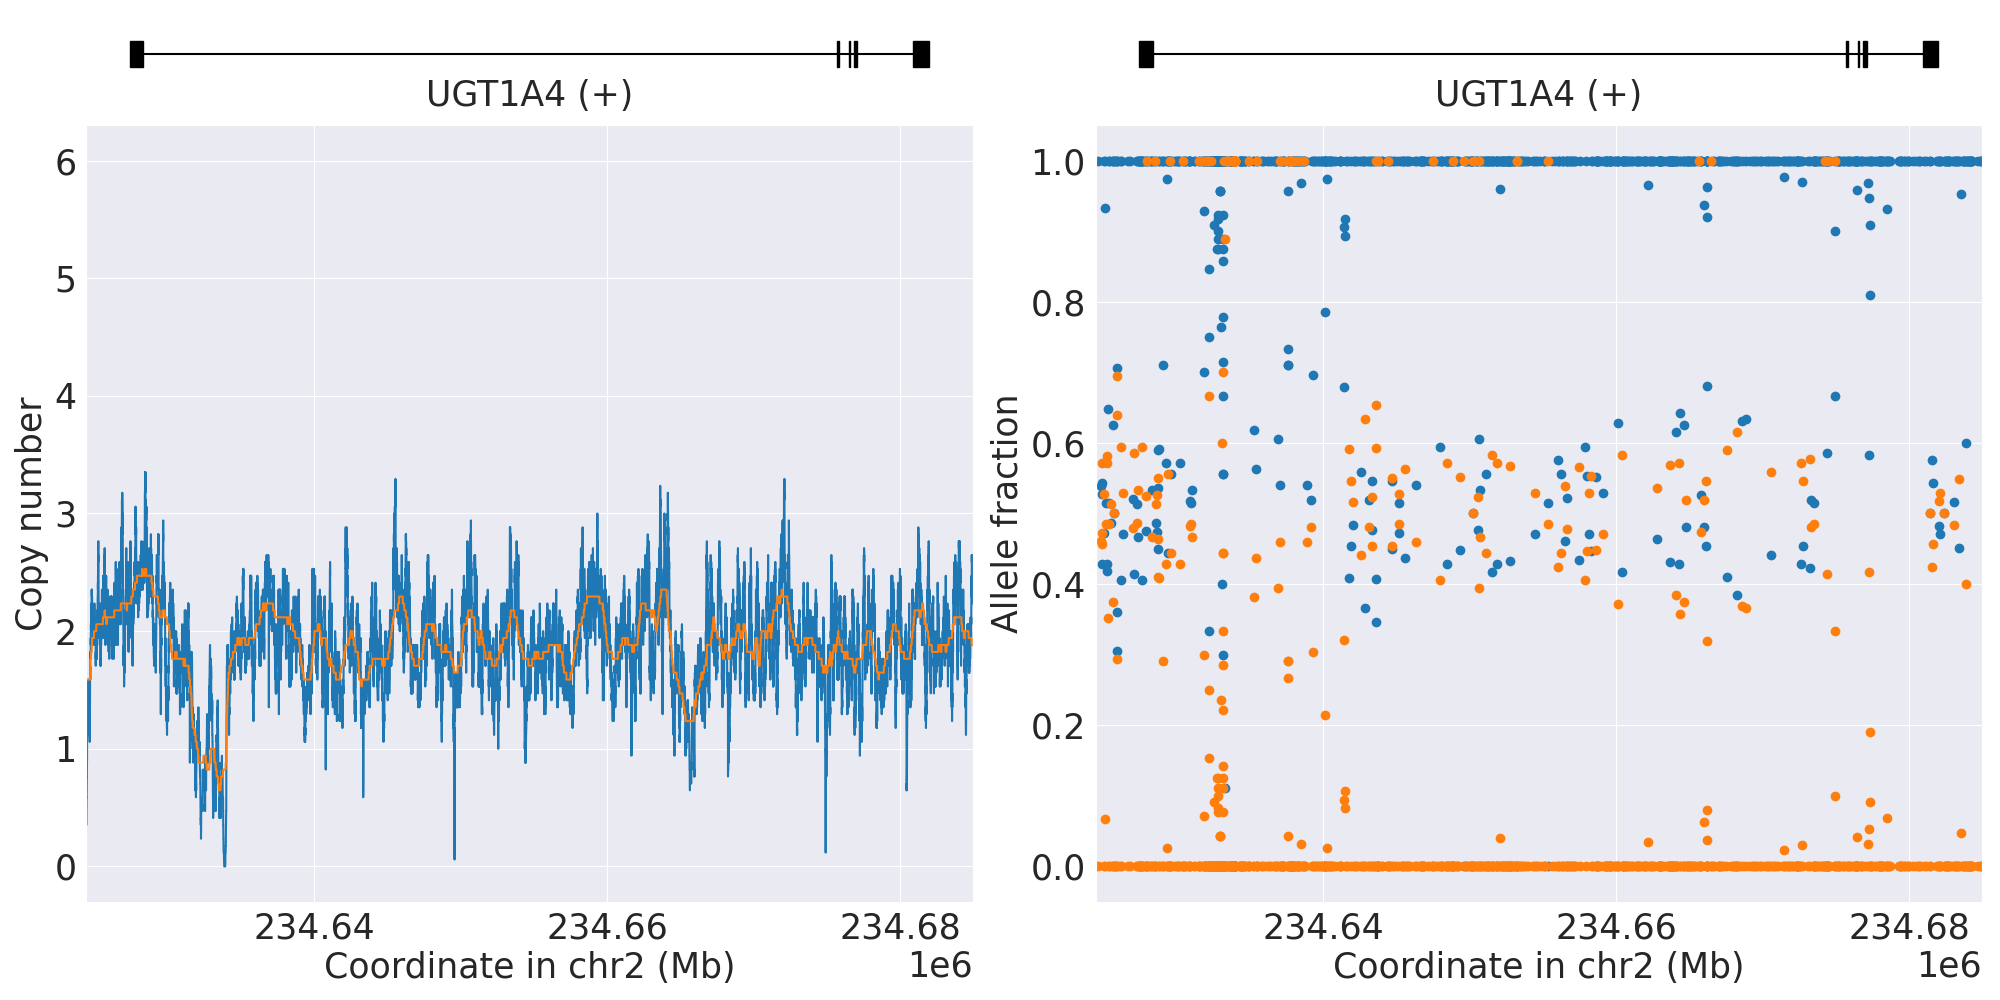 UGT1A4 (+)
6
5
4
3
2
1
0
Copy number
234.64
234.66
234.68
Coordinate in chr2 (Mb)
1e6
UGT1A4 (+)
1.0
0.8
0.6
0.4
0.2
0.0
Allele fraction
234.64
234.66
234.68
Coordinate in chr2 (Mb)
1e6